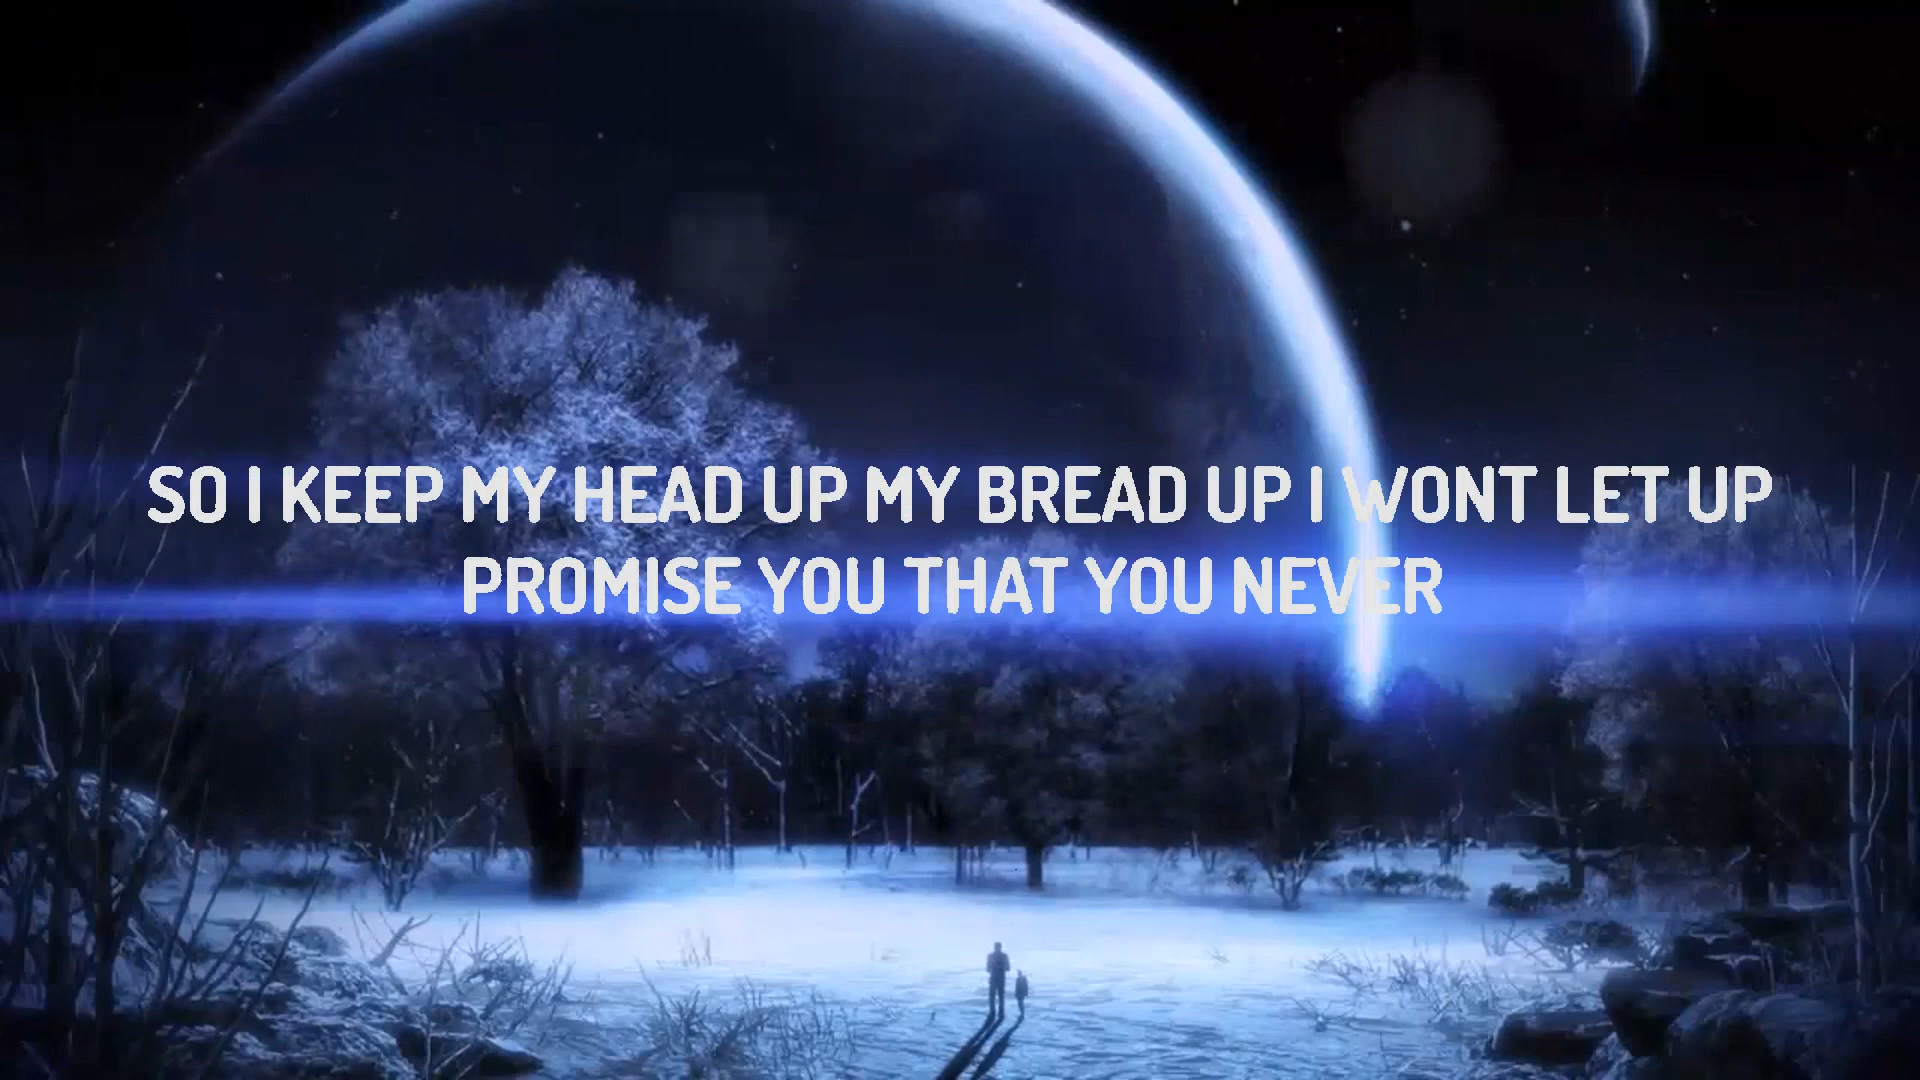 SO I KEEP MY HEAD UP MY BREAD UP I WONT LET UP
PROMISE YOU THAT YOU NEVER